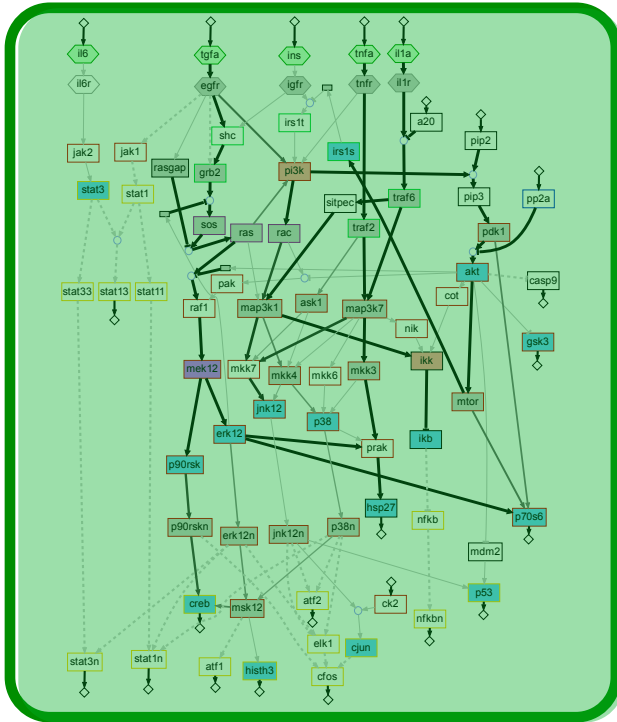 il6
tgfa
ins
tnfa
il1a
il6r
egfr
igfr
tnfr
il1r
irs1t
a20
shc
pip2
jak2
jak1
irs1s
rasgap
grb2
pi3k
stat3
stat1
sitpec
traf6
pip3
pp2a
sos
ras
rac
traf2
pdk1
akt
stat33
stat13
stat11
pak
casp9
raf1
map3k1
ask1
map3k7
cot
nik
gsk3
mek12
mkk7
mkk4
mkk6
mkk3
ikk
jnk12
p38
mtor
erk12
prak
ikb
p90rsk
hsp27
p90rskn
erk12n
jnk12n
p38n
nfkb
p70s6
mdm2
creb
msk12
atf2
ck2
p53
nfkbn
elk1
cjun
stat3n
stat1n
atf1
histh3
cfos